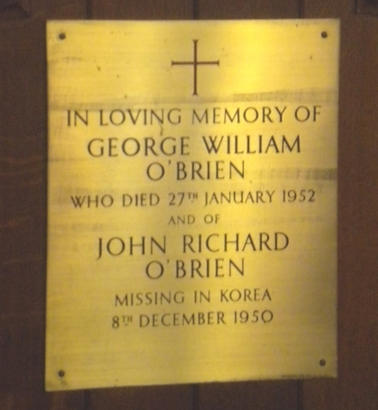 IN LOVING MEMORY OF
GEORGE WILLIAM
O'BRIEN
WHO DIED 27TH JANUARY 1952
AND OF
JOHN RICHARD
O'BRIEN
MISSING IN KOREA
8TH DECEMBER 1950